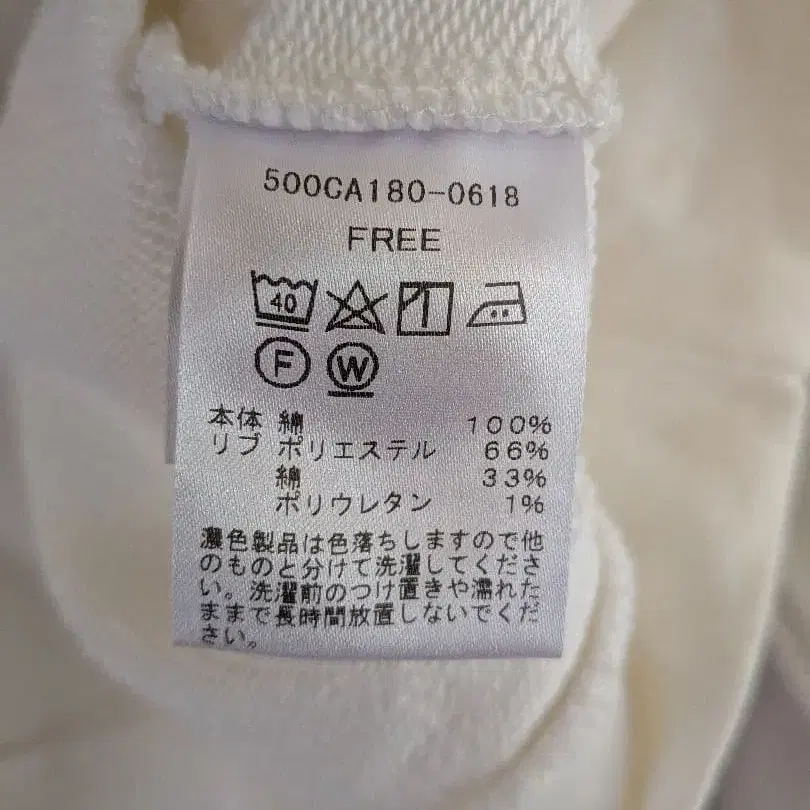 500CA180-0618
FREE
40
F W
本体 綿 100%
リブ ポリエステル 66%
綿 33%
ポリウレタン 1%
濃色製品は色落ちしますので他
のものと分けて洗濯してくださ
い。洗濯前のつけ置きや濡れた
ままで長時間放置しないでくだ
さい。